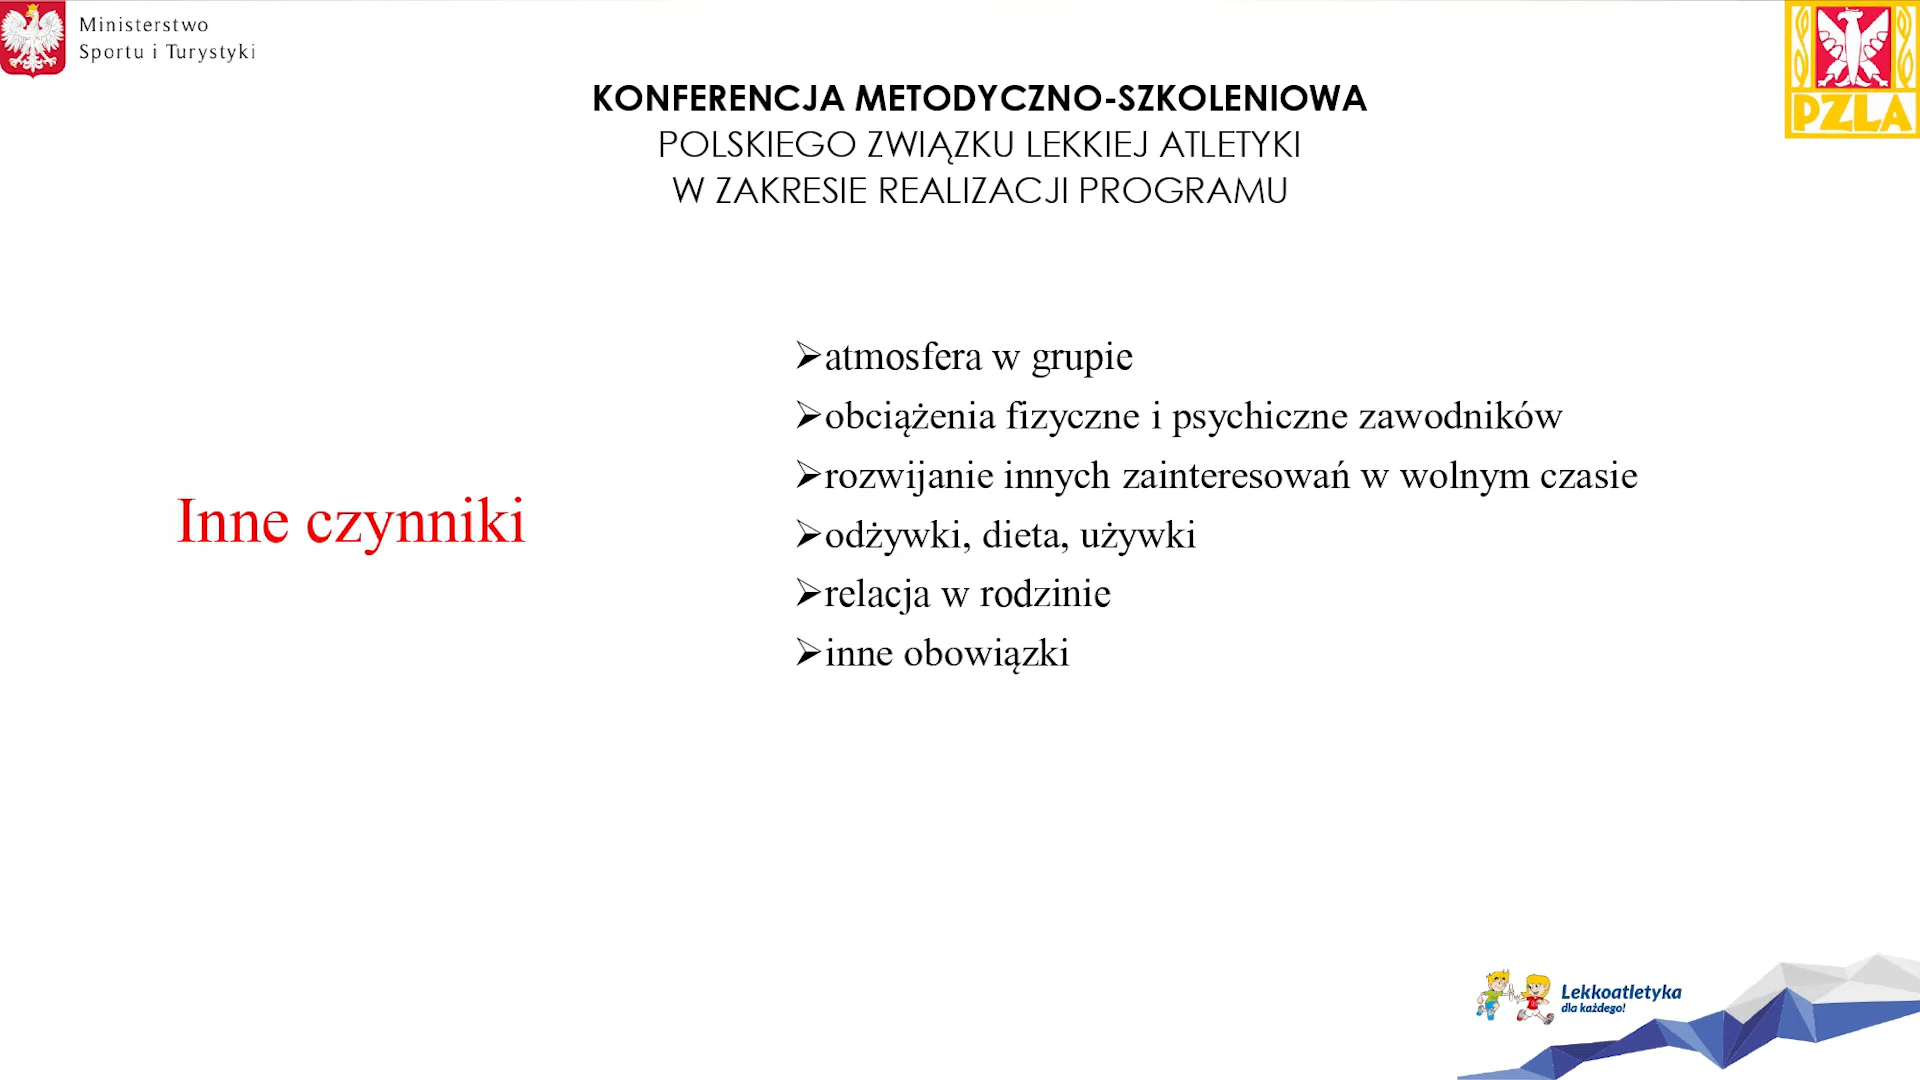 Ministerstwo
Sportu i Turystyki
PZLA
KONFERENCJA METODYCZNO-SZKOLENIOWA
POLSKIEGO ZWIĄZKU LEKKIEJ ATLETYKI
W ZAKRESIE REALIZACJI PROGRAMU
Inne czynniki
➢atmosfera w grupie
➢obciążenia fizyczne i psychiczne zawodników
➢rozwijanie innych zainteresowań w wolnym czasie
➢odżywki, dieta, używki
➢relacja w rodzinie
➢inne obowiązki
Lekkoatletyka
dla każdego!